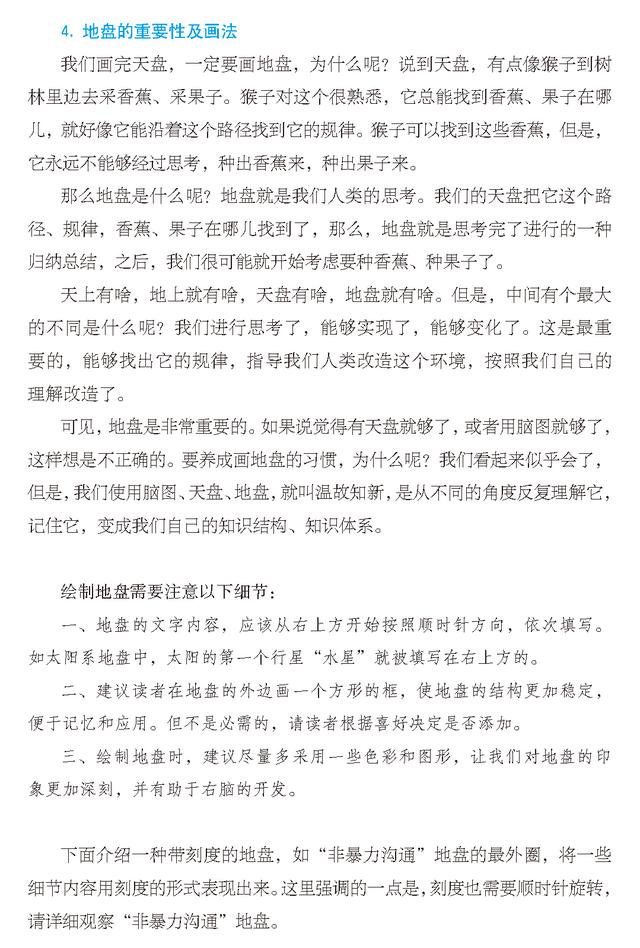 4. 地盘的重要性及画法
我们画完天盘，一定要画地盘，为什么呢？说到天盘，有点像猴子到树
林里边去采香蕉、采果子。猴子对这个很熟悉，它总能找到香蕉、果子在哪
儿，就好像它能沿着这个路径找到它的规律。猴子可以找到这些香蕉，但是，
它永远不能够经过思考，种出香蕉来，种出果子来。
那么地盘是什么呢？地盘就是我们人类的思考。我们的天盘把它这个路
径、规律，香蕉、果子在哪儿找到了，那么，地盘就是思考完了进行的一种
归纳总结，之后，我们很可能就开始考虑要种香蕉、种果子了。
天上有啥，地上就有啥，天盘有啥，地盘就有啥。但是，中间有个最大
的不同是什么呢？我们进行思考了，能够实现了，能够变化了。这是最重
要的，能够找出它的规律，指导我们人类改造这个环境，按照我们自己的
理解改造了。
可见，地盘是非常重要的。如果说觉得有天盘就够了，或者用脑图就够了，
这样想是不正确的。要养成画地盘的习惯，为什么呢？我们看起来似乎会了，
但是，我们使用脑图、天盘、地盘，就叫温故知新，是从不同的角度反复理解它，
记住它，变成我们自己的知识结构、知识体系。
绘制地盘需要注意以下细节：
一、地盘的文字内容，应该从右上方开始按照顺时针方向，依次填写。
如太阳系地盘中，太阳的第一个行星“水星”就被填写在右上方的。
二、建议读者在地盘的外边画一个方形的框，使地盘的结构更加稳定，
便于记忆和应用。但不是必需的，请读者根据喜好决定是否添加。
三、绘制地盘时，建议尽量多采用一些色彩和图形，让我们对地盘的印
象更加深刻，并有助于右脑的开发。
下面介绍一种带刻度的地盘，如“非暴力沟通”地盘的最外圈，将一些
细节内容用刻度的形式表现出来。这里强调的一点是，刻度也需要顺时针旋转，
请详细观察“非暴力沟通”地盘。